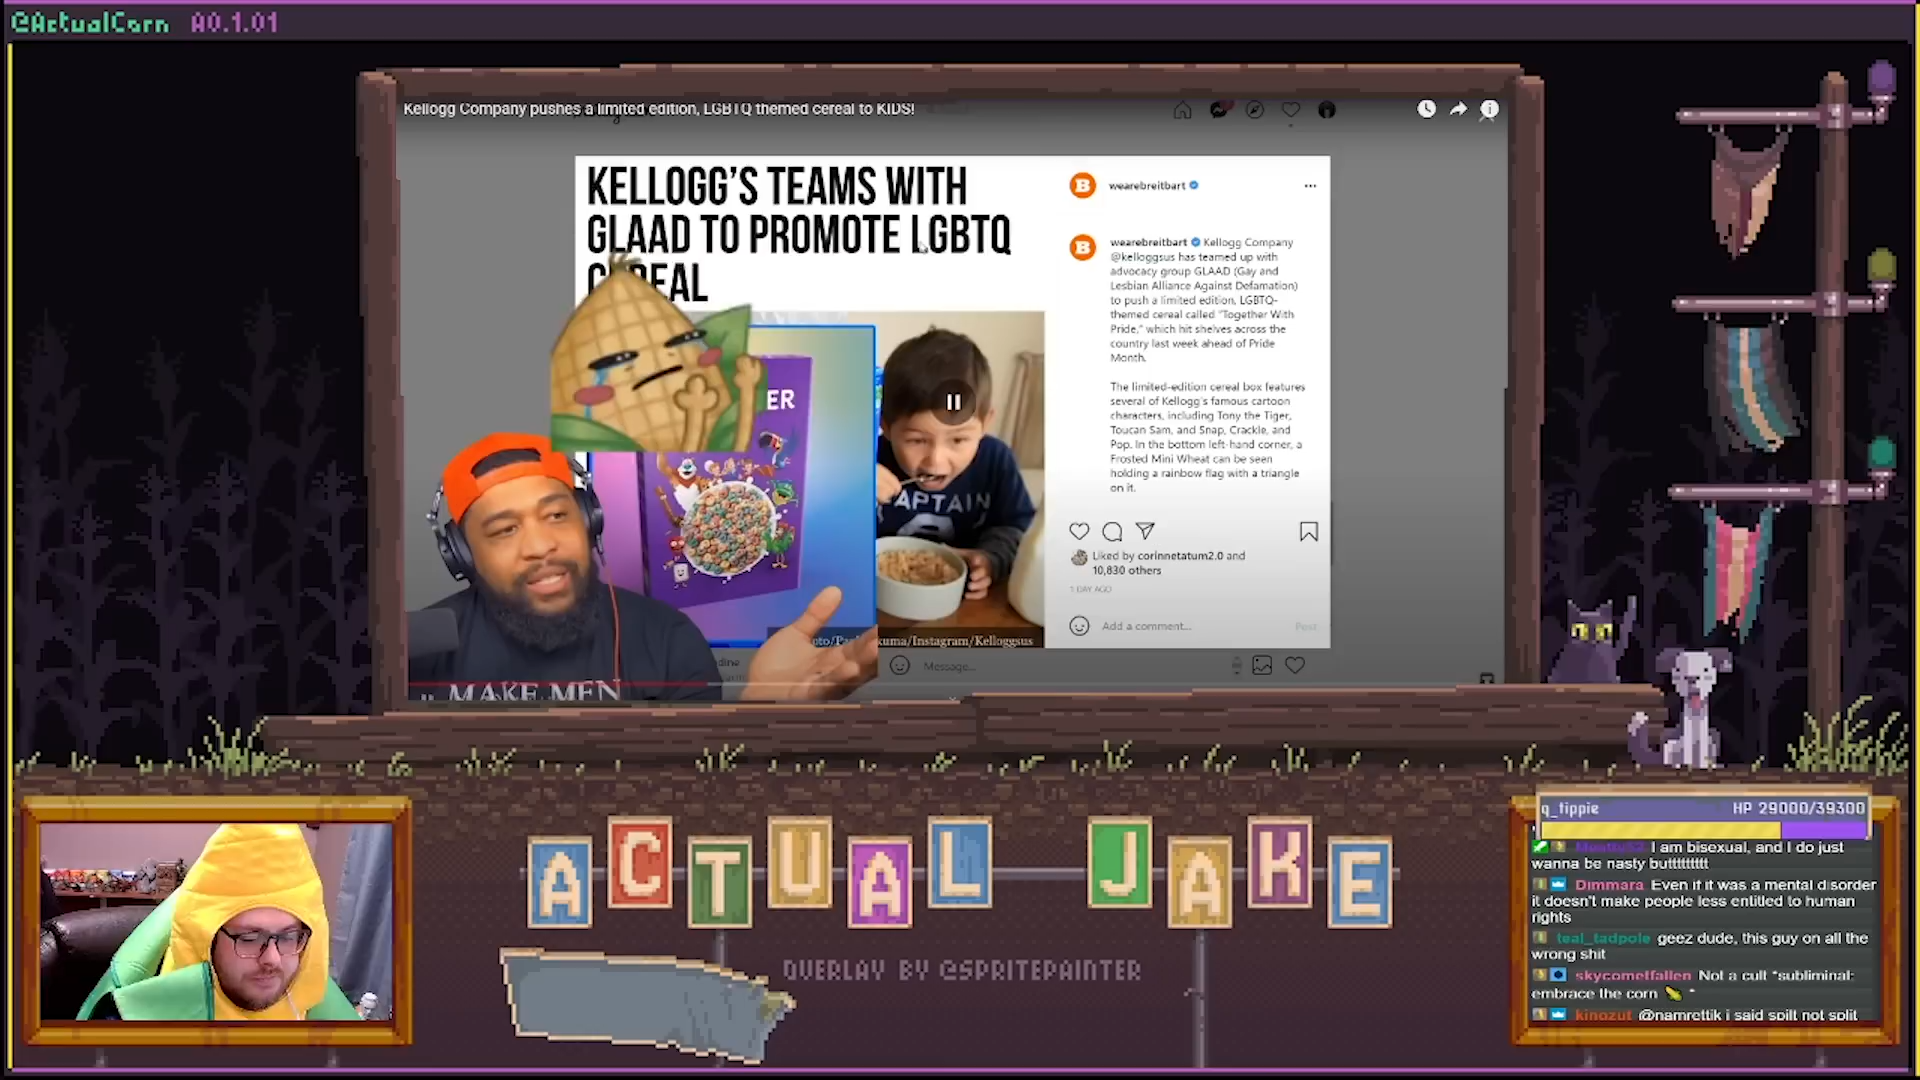 @ActualCorn A0.1.01
Kellogg Company pushes a limited edition, LGBTQ themed cereal to KIDS!
KELLOGG'S TEAMS WITH
GLAAD TO PROMOTE LGBTQ
C EAL
ER
APTAIN
kuma/Instagram/Kelloggsus
MAKE MEN
wearebreitbart
wearebreitbart Kellogg Company
@kelloggsus has teamed up with
advocacy group GLAAD (Gay and
Lesbian Alliance Against Defamation)
to push a limited edition, LGBTQ-
themed cereal called "Together With
Pride," which hit shelves across the
country last week ahead of Pride
Month.
The limited-edition cereal box features
several of Kellogg's famous cartoon
characters, including Tony the Tiger,
Toucan Sam, and Snap, Crackle, and
Pop. In the bottom left-hand corner, a
Frosted Mini Wheat can be seen
holding a rainbow flag with a triangle
on it.
Liked by corinnetatum2.0 and
10,830 others
1 DAY AGO
Add a comment...
Post
Message...
ACTUAL JAKE
OVERLAY BY @SPRITEPAINTER
q_tippie HP 29000/39300
I am bisexual, and I do just
wanna be nasty buttttttttt
Dimmara Even if it was a mental disorder
it doesn't make people less entitled to human
rights
teal_tadpole geez dude, this guy on all the
wrong shit
skycometfallen Not a cult *subliminal:
embrace the corn *
kinozut @namrettik i said spilt not split